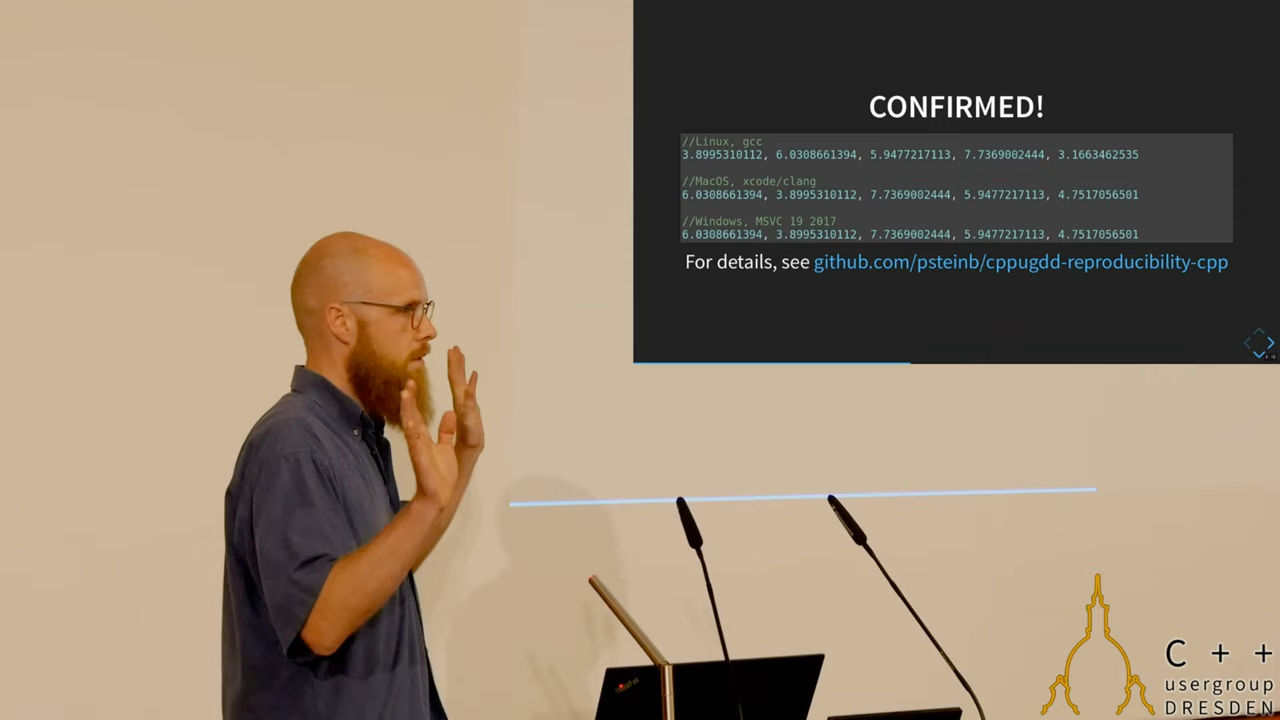 CONFIRMED!
//Linux, gcc
3.8995310112, 6.0308661394, 5.9477217113, 7.7369002444, 3.1663462535
//MacOS, xcode/clang
6.0308661394, 3.8995310112, 7.7369002444, 5.9477217113, 4.7517056501
//Windows, MSVC 19 2017
6.0308661394, 3.8995310112, 7.7369002444, 5.9477217113, 4.7517056501
For details, see github.com/psteinb/cppugdd-reproducibility-cpp
ThinkPad
C + +
usergroup
DRESDEN